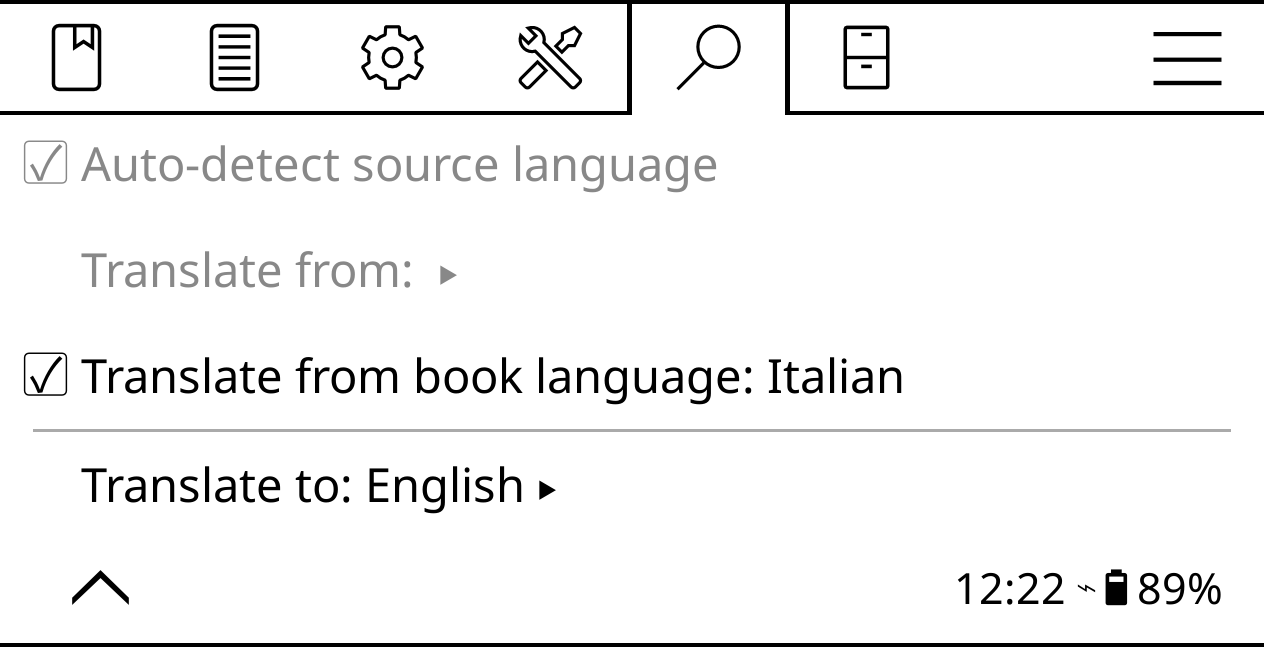 Auto-detect source language
Translate from:
Translate from book language: Italian
Translate to: English
12:22 89%